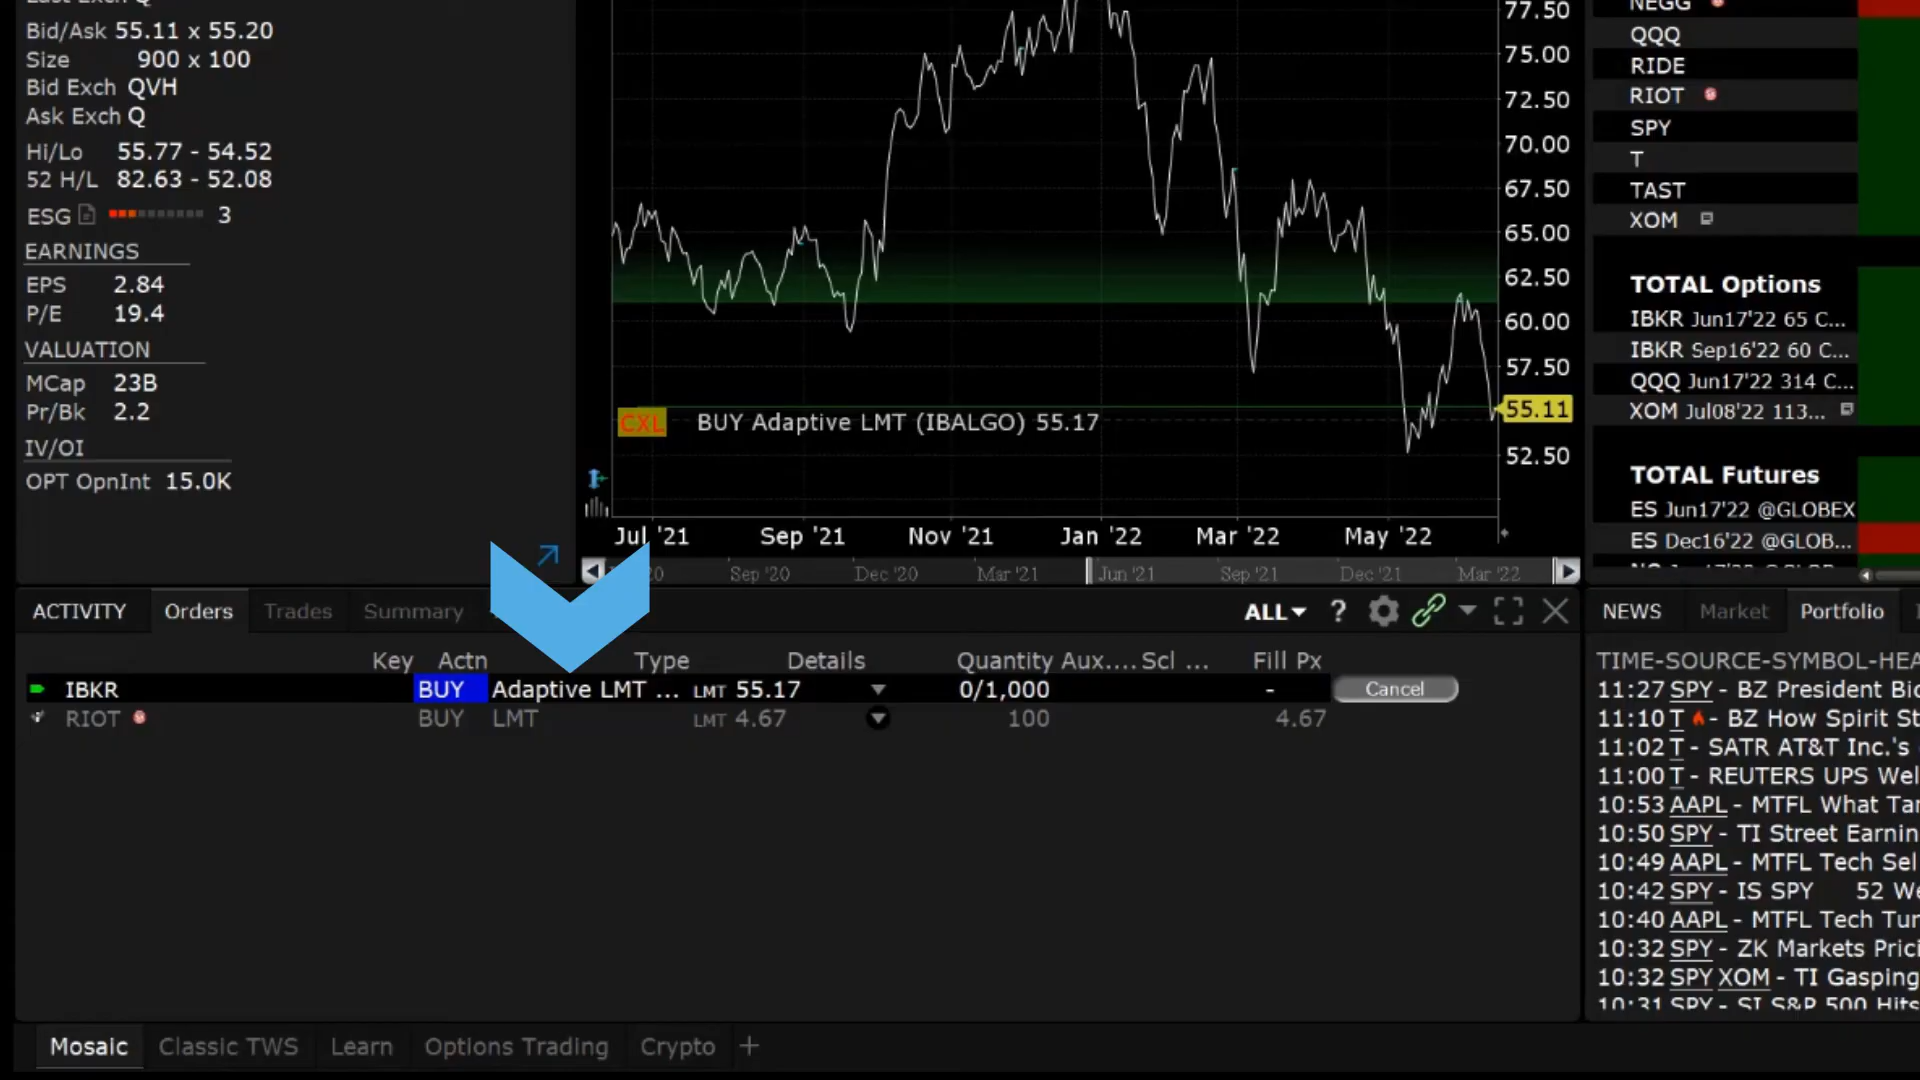 Bid/Ask 55.11 x 55.20
Size 900 x 100
Bid Exch QVH
Ask Exch Q
Hi/Lo 55.77 - 54.52
52 H/L 82.63 - 52.08
ESG 3
EARNINGS
EPS 2.84
P/E 19.4
VALUATION
MCap 23B
Pr/Bk 2.2
IV/OI
OPT OpnInt 15.0K
77.50
75.00
72.50
70.00
67.50
65.00
62.50
60.00
57.50
55.11
52.50
CXL BUY Adaptive LMT (IBALGO) 55.17
Jul '21 Sep '21 Nov '21 Jan '22 Mar '22 May '22
Sep '20 Dec '20 Mar '21 Jun '21 Sep '21 Dec '21 Mar '22
NEGG
QQQ
RIDE
RIOT
SPY
T
TAST
XOM
TOTAL Options
IBKR Jun17'22 65 C...
IBKR Sep16'22 60 C...
QQQ Jun17'22 314 C...
XOM Jul08'22 113...
TOTAL Futures
ES Jun17'22 @GLOBEX
ES Dec16'22 @GLOB...
ACTIVITY Orders Trades Summary ALL ?
Key Actn Type Details Quantity Aux.... Scl ... Fill Px
IBKR BUY Adaptive LMT ... LMT 55.17 0/1,000 - Cancel
RIOT BUY LMT LMT 4.67 100 4.67
NEWS Market Portfolio
TIME-SOURCE-SYMBOL-HEA
11:27 SPY - BZ President Bid
11:10 T - BZ How Spirit St
11:02 T - SATR AT&T Inc.'s
11:00 T - REUTERS UPS Wel
10:53 AAPL - MTFL What Tar
10:50 SPY - TI Street Earnin
10:49 AAPL - MTFL Tech Sel
10:42 SPY - IS SPY 52 We
10:40 AAPL - MTFL Tech Tur
10:32 SPY - ZK Markets Prici
10:32 SPY XOM - TI Gasping
10:31 SPY - SI S&P 500 Hits
Mosaic Classic TWS Learn Options Trading Crypto +